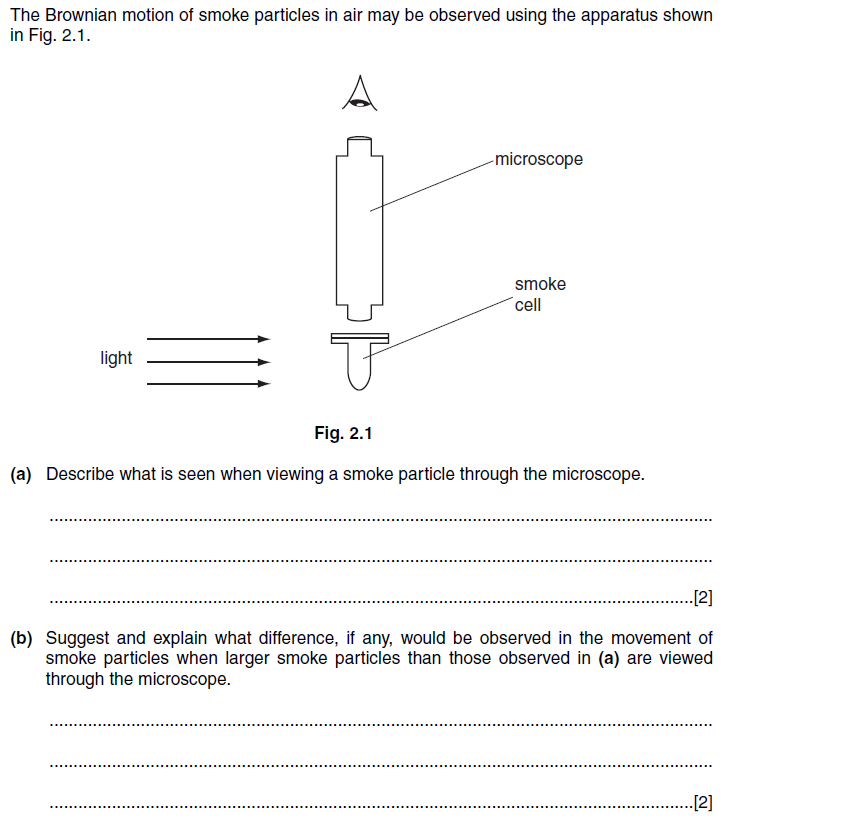 The Brownian motion of smoke particles in air may be observed using the apparatus shown
in Fig. 2.1.
microscope
smoke
cell
light
Fig. 2.1
(a) Describe what is seen when viewing a smoke particle through the microscope.
..........................................................................................................................................
..........................................................................................................................................
......................................................................................................................................[2]
(b) Suggest and explain what difference, if any, would be observed in the movement of
smoke particles when larger smoke particles than those observed in (a) are viewed
through the microscope.
..........................................................................................................................................
..........................................................................................................................................
......................................................................................................................................[2]